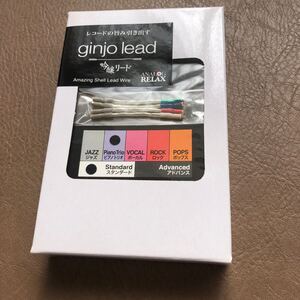 レコードの旨み引き出す
ginjo lead
吟醸リード
Amazing Shell Lead Wire
ANALOG
RELAX
JAZZ PianoTrio VOCAL ROCK POPS
ジャズ ピアノトリオ ボーカル ロック ポップス
Standard Advanced
スタンダード アドバンス